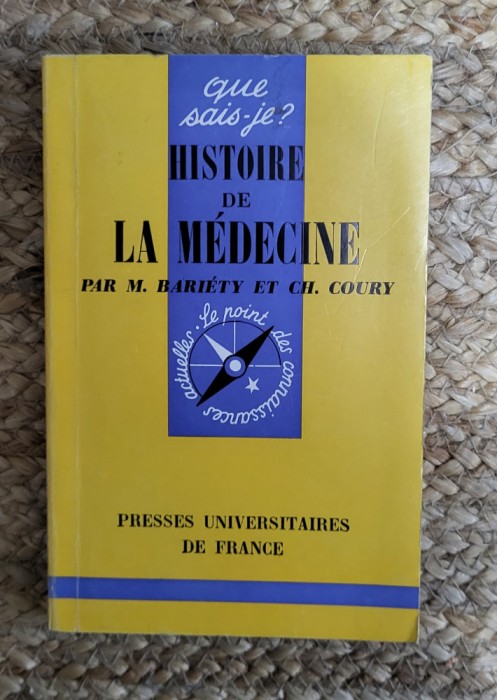 que
sais-je?
HISTOIRE
DE
LA MÉDECINE
PAR M. BARIÉTY ET CH. COURY
Le point des connaissances actuelles.
PRESSES UNIVERSITAIRES
DE FRANCE